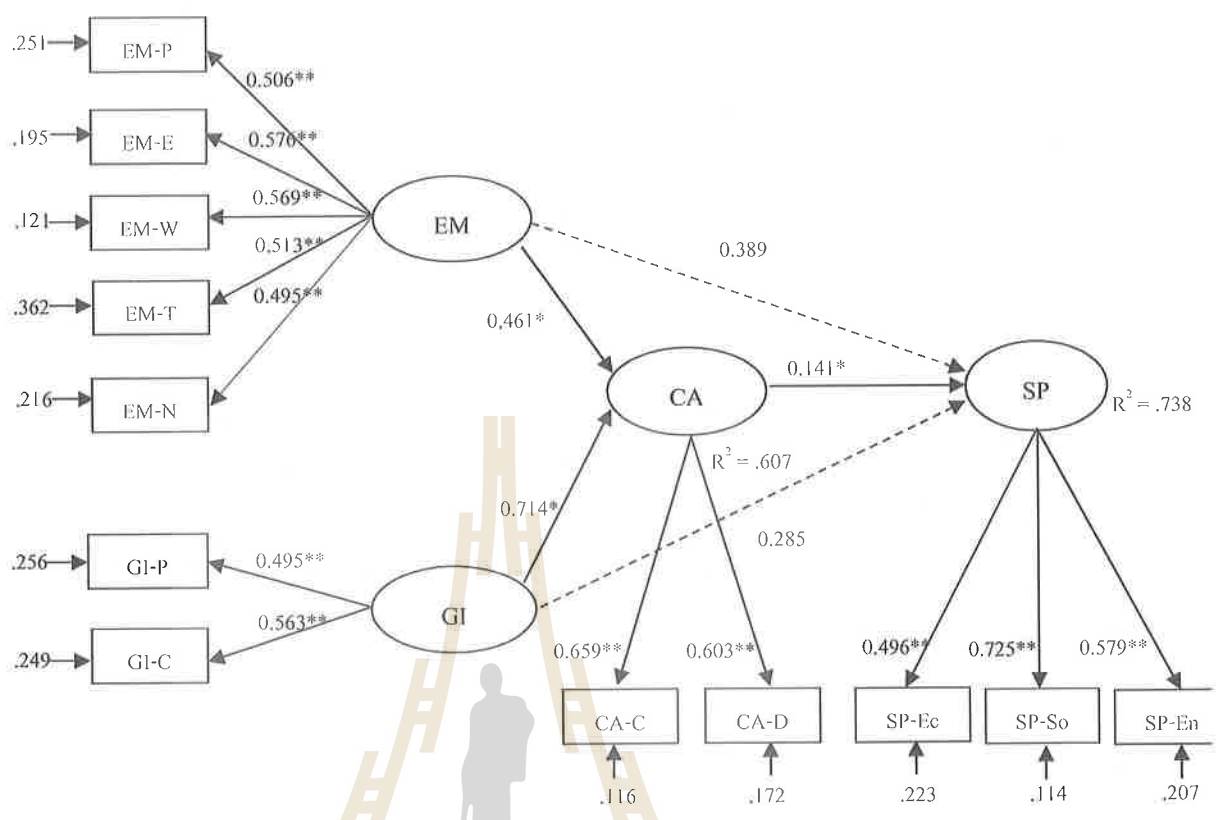 .251
EM-P
0.506**
.195
EM-E
0.576**
.121
EM-W
0.569**
.362
EM-T
0.513**
.216
EM-N
0.495**
EM
0.389
0.461*
CA
R² = .607
0.141*
SP
R² = .738
0.714*
0.285
.256
GI-P
0.495**
.249
GI-C
0.563**
GI
0.659**
0.603**
0.496**
0.725**
0.579**
CA-C
CA-D
SP-Ec
SP-So
SP-En
.116
.172
.223
.114
.207